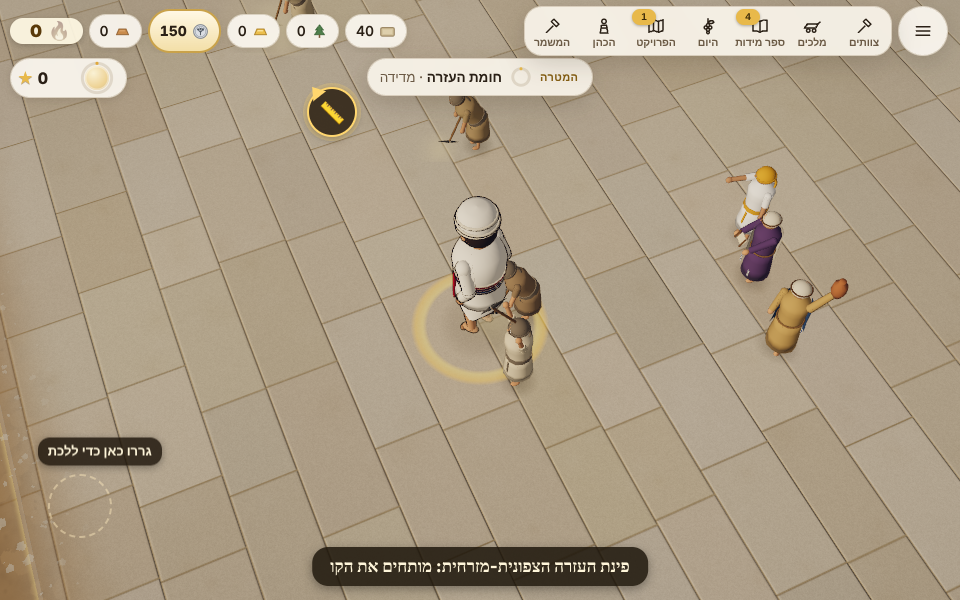 צוותים
מלכים
ספר מידות
4
היום
הפרויקט
1
הכהן
המשמר
40
0
0
150
0
0
0
המטרה
חומת העזרה · מדידה
גררו כאן כדי ללכת
פינת העזרה הצפונית-מזרחית: מותחים את הקו